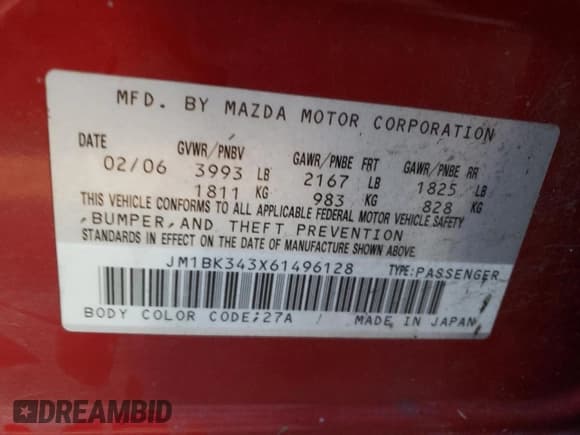 MFD. BY MAZDA MOTOR CORPORATION
DATE GVWR/PNBV GAWR/PNBE FRT GAWR/PNBE RR
02/06 3993 LB 2167 LB 1825 LB
1811 KG 983 KG 828 KG
THIS VEHICLE CONFORMS TO ALL APPLICABLE FEDERAL MOTOR VEHICLE SAFETY
,BUMPER,AND THEFT PREVENTION
STANDARDS IN EFFECT ON THE DATE OF MANUFACTURE SHOWN ABOVE.
JM1BK343X61496128 TYPE:PASSENGER
BODY COLOR CODE:27A MADE IN JAPAN
DREAMBID